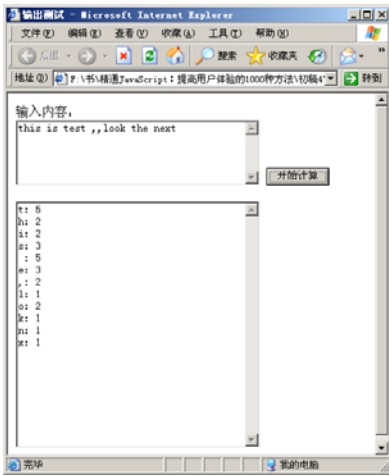 输出测试 - Microsoft Internet Explorer
文件(F) 编辑(E) 查看(V) 收藏(A) 工具(T) 帮助(H)
后退 搜索 收藏夹 »
地址(D) F:\书\精通JavaScript:提高用户体验的1000种方法\初稿4' 转到
输入内容:
this is test ,,look the next
开始计算
t: 5
h: 2
i: 2
s: 3
 : 5
e: 3
,: 2
l: 1
o: 2
k: 1
n: 1
x: 1
完毕 我的电脑